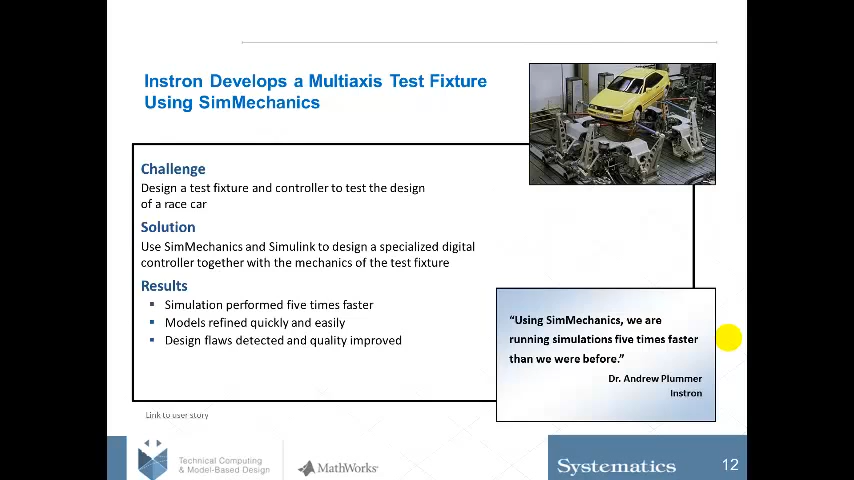 Instron Develops a Multiaxis Test Fixture
Using SimMechanics
Challenge
Design a test fixture and controller to test the design
of a race car
Solution
Use SimMechanics and Simulink to design a specialized digital
controller together with the mechanics of the test fixture
Results
▪ Simulation performed five times faster
▪ Models refined quickly and easily
▪ Design flaws detected and quality improved
“Using SimMechanics, we are
running simulations five times faster
than we were before.”
Dr. Andrew Plummer
Instron
Link to user story
Technical Computing
& Model-Based Design
MathWorks
Systematics
12